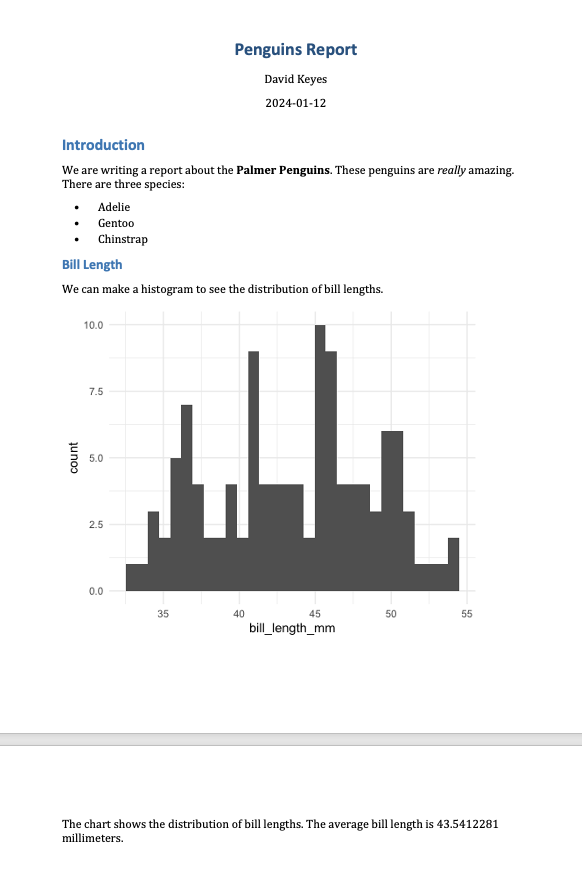 Penguins Report
David Keyes
2024-01-12
Introduction
We are writing a report about the Palmer Penguins. These penguins are really amazing.
There are three species:
• Adelie
• Gentoo
• Chinstrap
Bill Length
We can make a histogram to see the distribution of bill lengths.
10.0
7.5
5.0
2.5
0.0
count
35 40 45 50 55
bill_length_mm
The chart shows the distribution of bill lengths. The average bill length is 43.5412281
millimeters.